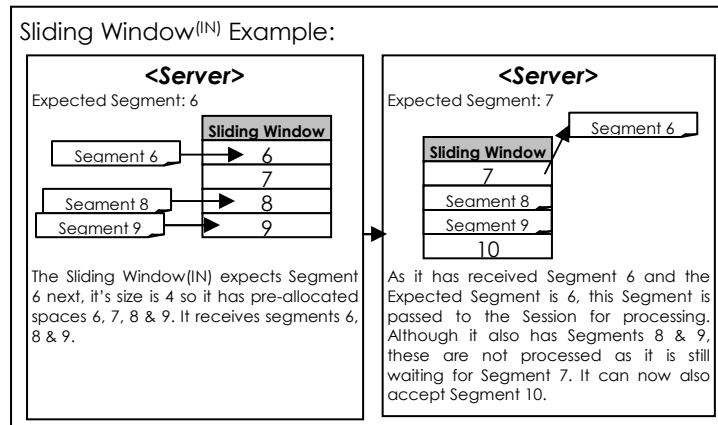 Sliding Window(IN) Example:
<Server>
Expected Segment: 6
Sliding Window
Segment 6
6
7
Segment 8
8
Segment 9
9
The Sliding Window(IN) expects Segment
6 next, it's size is 4 so it has pre-allocated
spaces 6, 7, 8 & 9. It receives segments 6,
8 & 9.
<Server>
Expected Segment: 7
Segment 6
Sliding Window
7
Segment 8
Segment 9
10
As it has received Segment 6 and the
Expected Segment is 6, this Segment is
passed to the Session for processing.
Although it also has Segments 8 & 9,
these are not processed as it is still
waiting for Segment 7. It can now also
accept Segment 10.